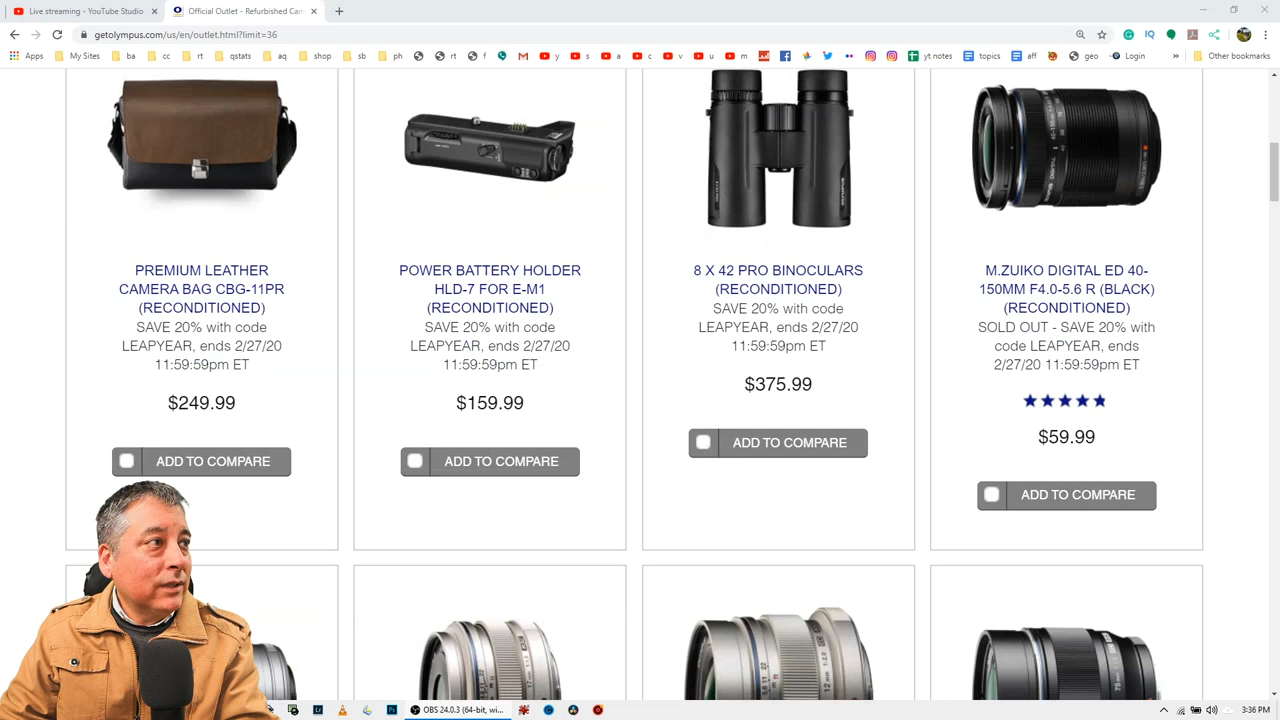 Live streaming - YouTube Studio
Official Outlet - Refurbished Cam
getolympus.com/us/en/outlet.html?limit=36
Apps My Sites ba cc rt qstats aq shop sb ph c v s m c v u m yt notes topics aff geo Login » Other bookmarks
PREMIUM LEATHER
CAMERA BAG CBG-11PR
(RECONDITIONED)
SAVE 20% with code
LEAPYEAR, ends 2/27/20
11:59:59pm ET
$249.99
ADD TO COMPARE
POWER BATTERY HOLDER
HLD-7 FOR E-M1
(RECONDITIONED)
SAVE 20% with code
LEAPYEAR, ends 2/27/20
11:59:59pm ET
$159.99
ADD TO COMPARE
8 X 42 PRO BINOCULARS
(RECONDITIONED)
SAVE 20% with code
LEAPYEAR, ends 2/27/20
11:59:59pm ET
$375.99
ADD TO COMPARE
M.ZUIKO DIGITAL ED 40-
150MM F4.0-5.6 R (BLACK)
(RECONDITIONED)
SOLD OUT - SAVE 20% with
code LEAPYEAR, ends
2/27/20 11:59:59pm ET
$59.99
ADD TO COMPARE
OBS 24.0.3 (64-bit, wi...
3:36 PM